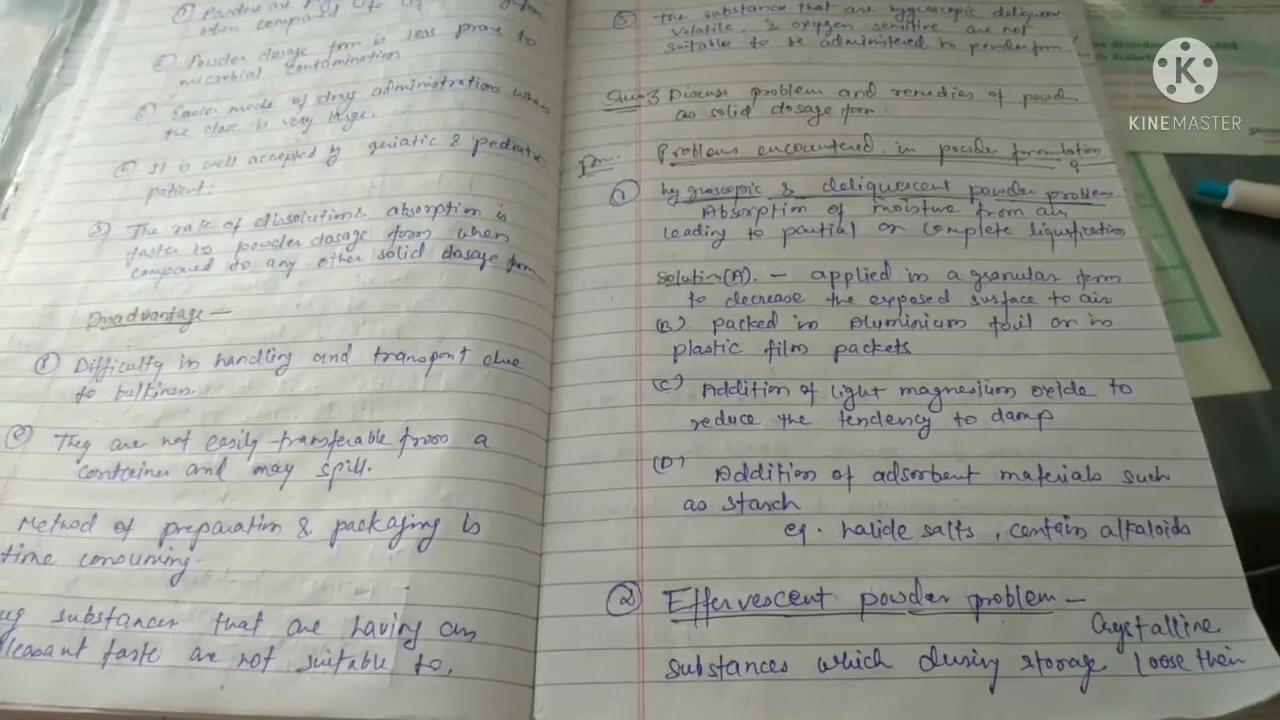 Powder are
when compared
Powder dosage form is less prone to
microbial contamination
Easier mode of drug administration when
the dose is very large.
It is well accepted by geriatic & pediatric
patient.
The rate of dissolution & absorption is
faster in powder dosage form when
compared to any other solid dosage form
Disadvantage —
① Difficulty in handling and transport due
to bulkiness.
② They are not easily transferable from a
container and may spill.
Method of preparation & packaging is
time consuming.
substances that are having an
pleasant taste are not suitable to
⑤ The substance that are hygroscopic deliques
volatile, & oxygen sensitive are not
suitable to be administered in powder form
Que-3 Discuss problem and remedies of powder
as solid dosage form.
Problems encountered in powder formulation
① hygroscopic & deliquescent powder problem
Absorption of moisture from air
leading to partial or complete liquification
Solution (A). – applied in a granular form
to decrease the exposed surface to air
(B). packed in aluminium foil or in
plastic film packets
(C) Addition of light magnesium oxide to
reduce the tendency to damp
(D) Addition of adsorbent materials such
as starch
eg. halide salts, contain alkaloids
② Effervescent powder problem –
Crystalline
substances which during storage loose their
K
KINEMASTER